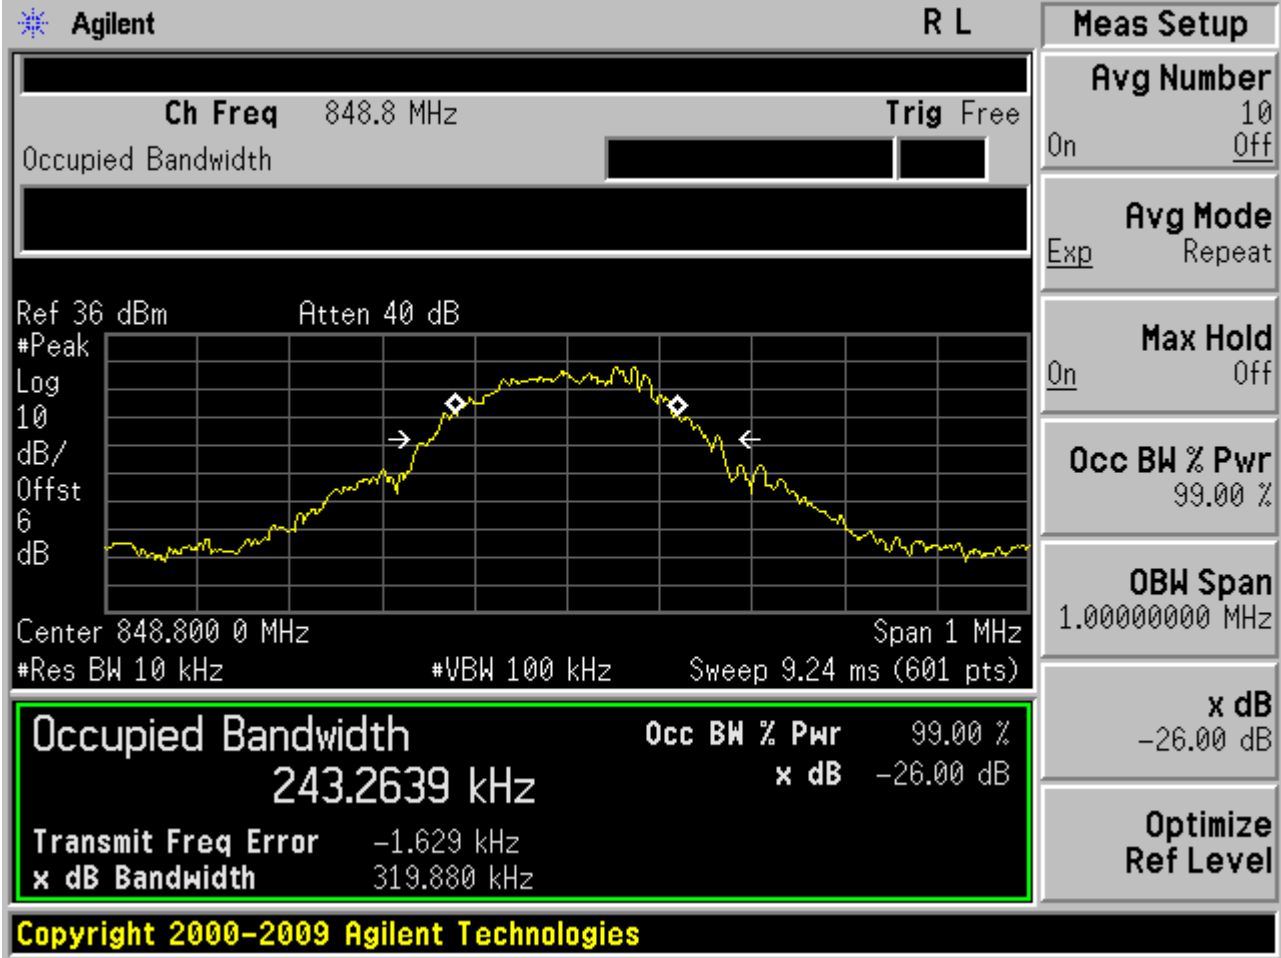 Agilent R L Meas Setup
Ch Freq 848.8 MHz Trig Free
Occupied Bandwidth
Avg Number
10
On Off
Avg Mode
Exp Repeat
Max Hold
On Off
Occ BW % Pwr
99.00 %
OBW Span
1.00000000 MHz
x dB
-26.00 dB
Optimize
Ref Level
Ref 36 dBm Atten 40 dB
#Peak
Log
10
dB/
Offst
6
dB
Center 848.800 0 MHz Span 1 MHz
#Res BW 10 kHz #VBW 100 kHz Sweep 9.24 ms (601 pts)
Occupied Bandwidth Occ BW % Pwr 99.00 %
243.2639 kHz x dB -26.00 dB
Transmit Freq Error -1.629 kHz
x dB Bandwidth 319.880 kHz
Copyright 2000-2009 Agilent Technologies